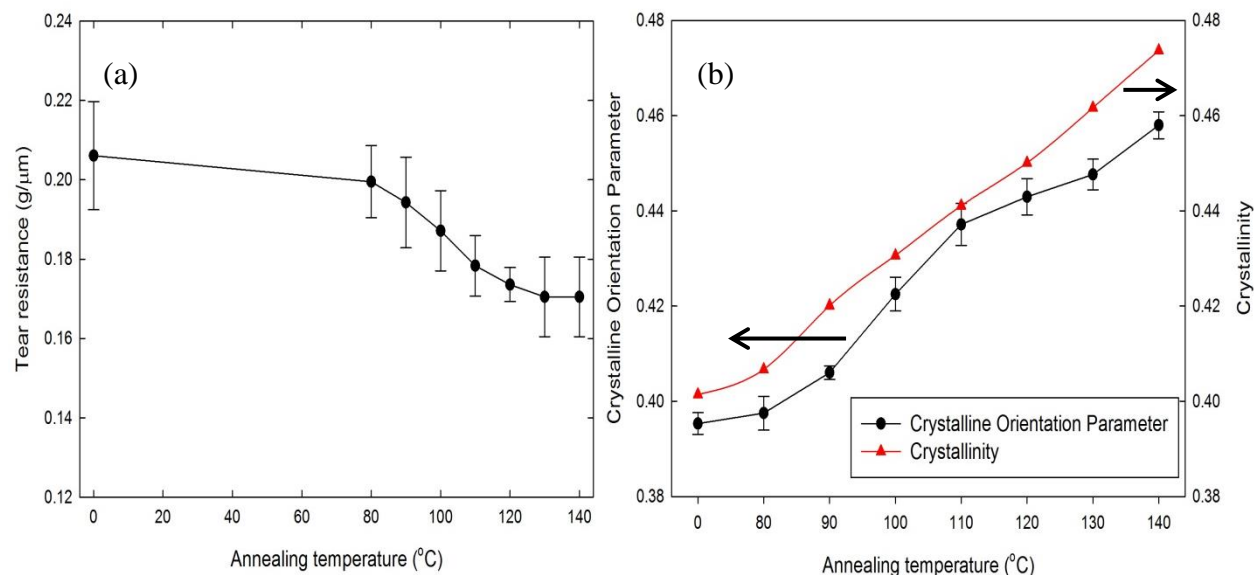 (a)
Tear resistance (g/μm)
0.24
0.22
0.20
0.18
0.16
0.14
0.12
0 20 40 60 80 100 120 140
Annealing temperature (°C)
(b)
Crystalline Orientation Parameter
0.48
0.46
0.44
0.42
0.40
0.38
0 80 90 100 110 120 130 140
Annealing temperature (°C)
0.48
0.46
0.44
0.42
0.40
0.38
Crystallinity
Crystalline Orientation Parameter
Crystallinity